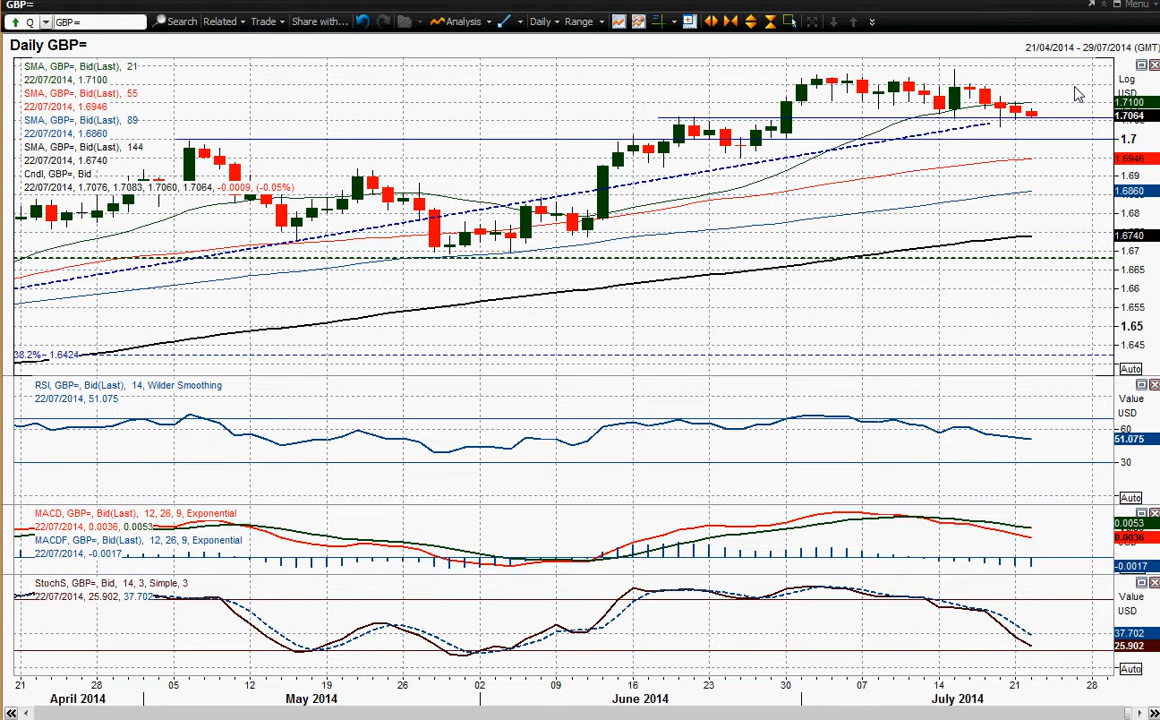 GBP=
Menu
Q GBP= Search Related Trade Share with... Analysis Daily Range
Daily GBP=
21/04/2014 - 29/07/2014 (GMT)
SMA, GBP=, Bid(Last), 21
22/07/2014, 1.7100
SMA, GBP=, Bid(Last), 55
22/07/2014, 1.6946
SMA, GBP=, Bid(Last), 89
22/07/2014, 1.6860
SMA, GBP=, Bid(Last), 144
22/07/2014, 1.6740
Cndl, GBP=, Bid
22/07/2014, 1.7076, 1.7083, 1.7060, 1.7064, -0.0009, (-0.05%)
Log
USD
1.7100
1.7064
1.7
1.6946
1.69
1.6860
1.68
1.6740
1.67
1.665
1.66
1.655
1.65
1.645
38.2% 1.6424
Auto
RSI, GBP=, Bid(Last), 14, Wilder Smoothing
22/07/2014, 51.075
Value
USD
60
51.075
30
Auto
MACD, GBP=, Bid(Last), 12, 26, 9, Exponential
22/07/2014, 0.0036, 0.0053
MACDF, GBP=, Bid(Last), 12, 26, 9, Exponential
22/07/2014, -0.0017
0.0053
0.0036
-0.0017
StochS, GBP=, Bid, 14, 3, Simple, 3
22/07/2014, 25.902, 37.702
Value
USD
37.702
25.902
Auto
21 28 05 12 19 26 02 09 16 23 30 07 14 21 28
April 2014 May 2014 June 2014 July 2014